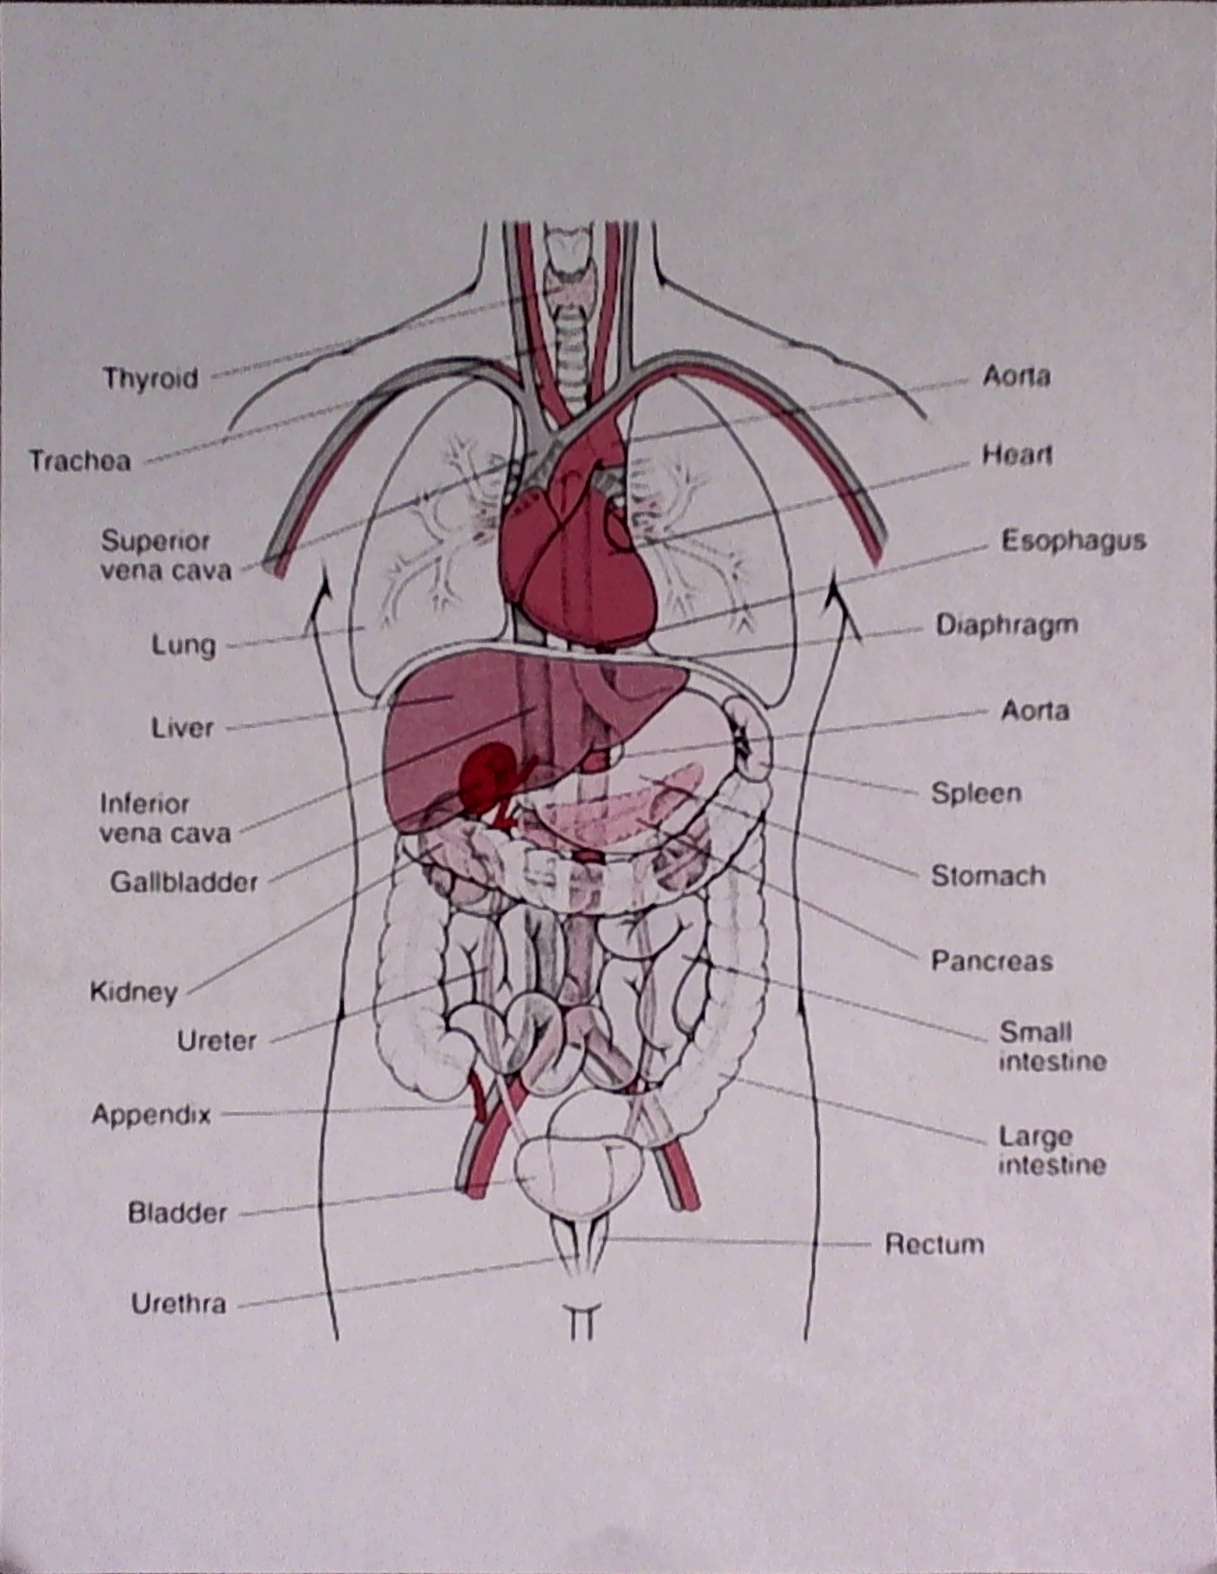 Thyroid
Trachea
Superior
vena cava
Lung
Liver
Inferior
vena cava
Gallbladder
Kidney
Ureter
Appendix
Bladder
Urethra
Aorta
Heart
Esophagus
Diaphragm
Aorta
Spleen
Stomach
Pancreas
Small
intestine
Large
intestine
Rectum